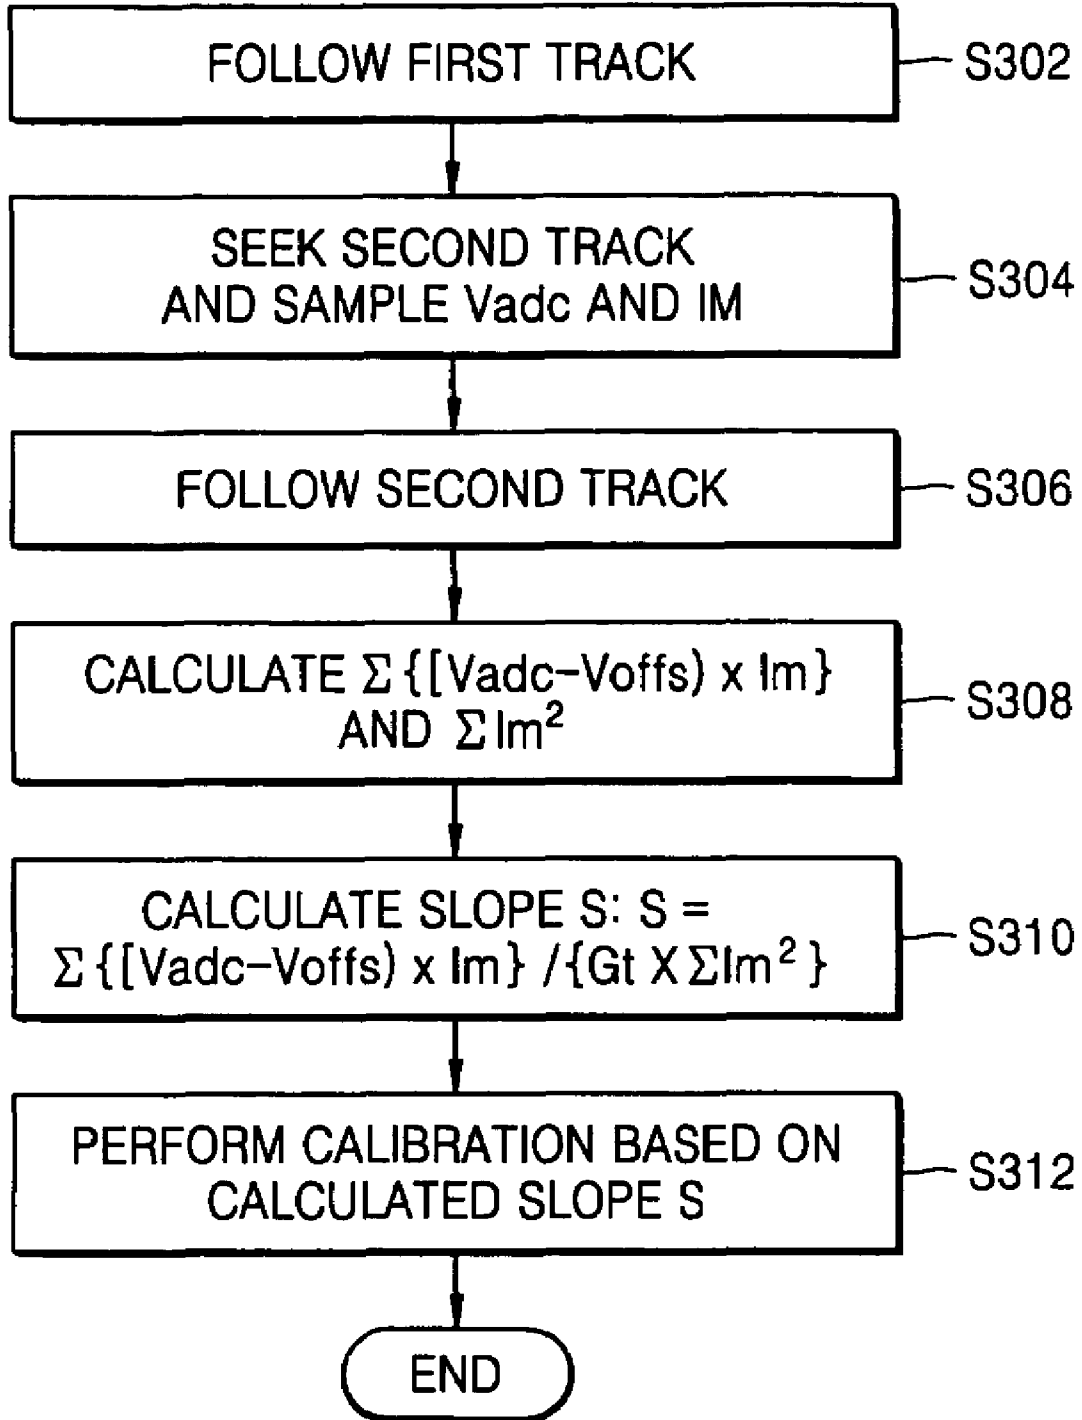 FOLLOW FIRST TRACK
S302
SEEK SECOND TRACK
AND SAMPLE Vadc AND IM
S304
FOLLOW SECOND TRACK
S306
CALCULATE Σ{[Vadc-Voffs) x Im}
AND ΣIm²
S308
CALCULATE SLOPE S: S =
Σ{[Vadc-Voffs) x Im} /{Gt X ΣIm² }
S310
PERFORM CALIBRATION BASED ON
CALCULATED SLOPE S
S312
END